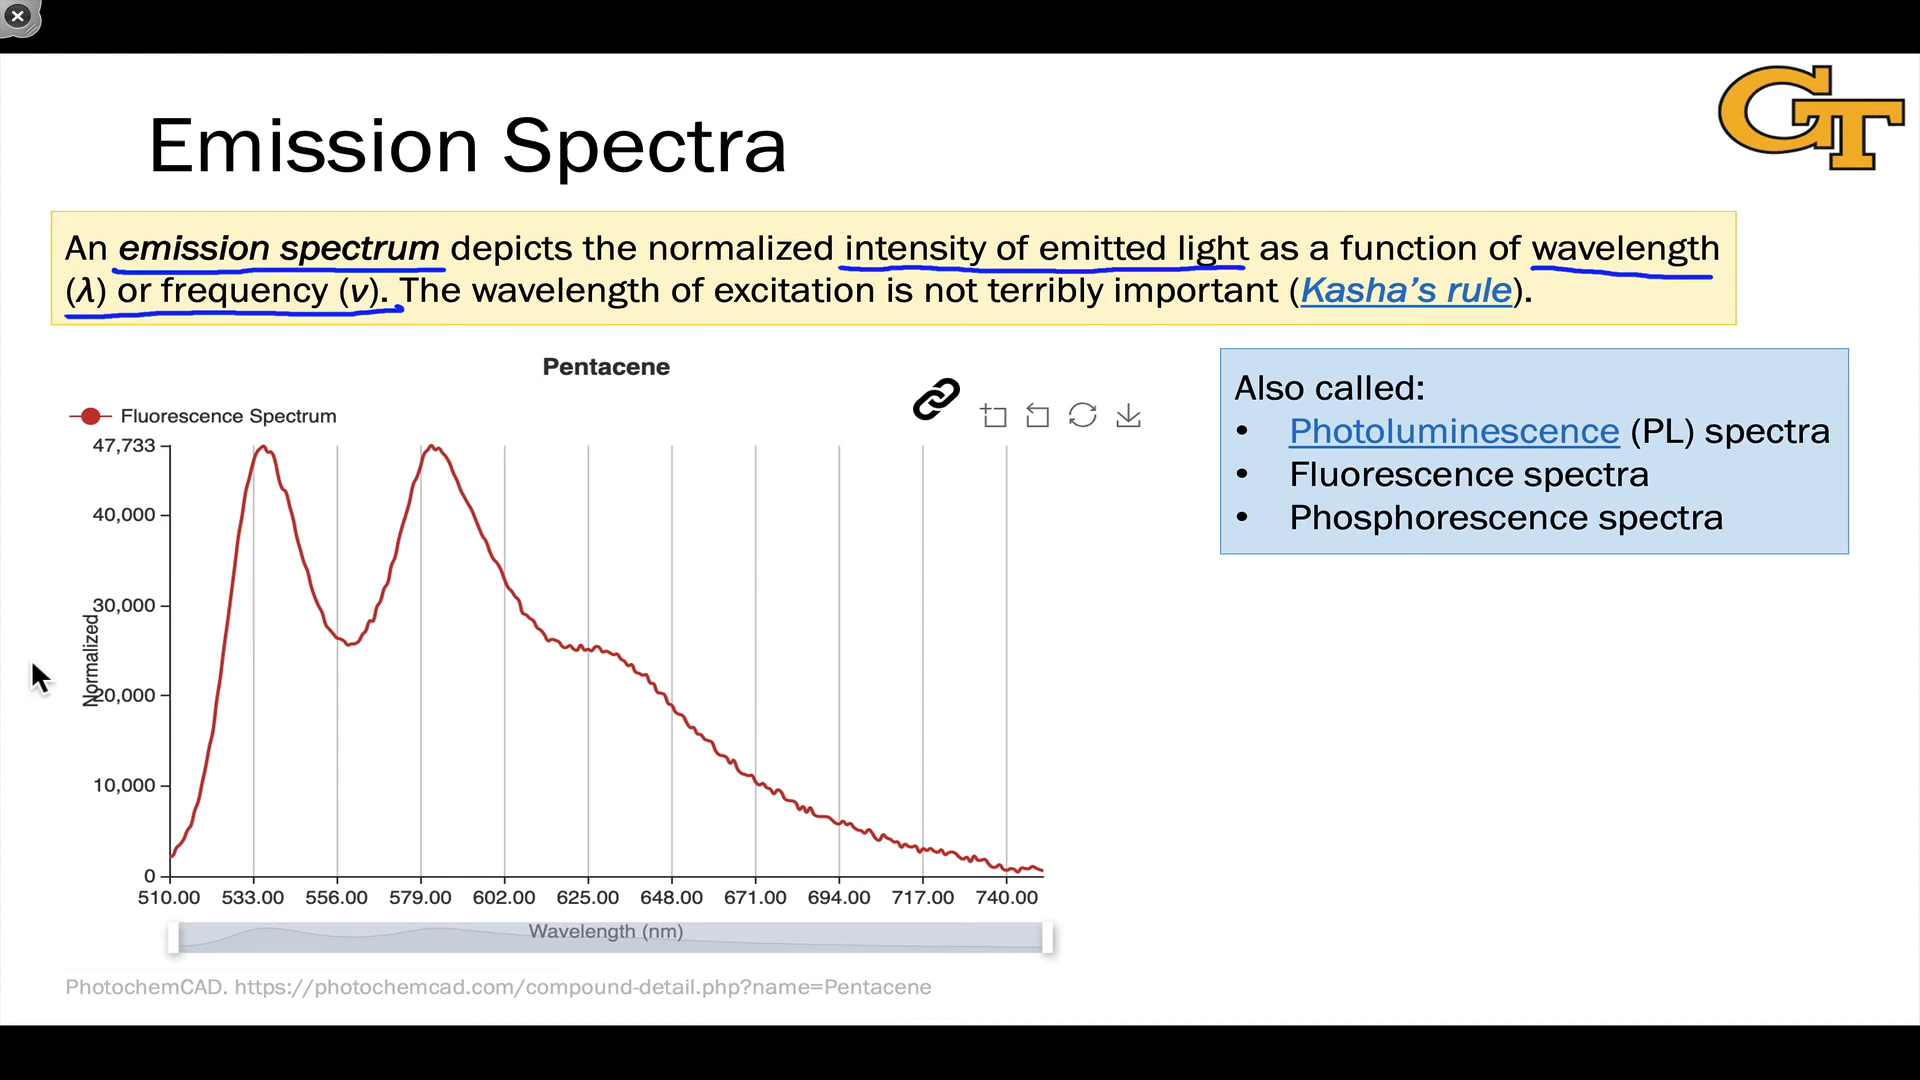 GT
Emission Spectra
An emission spectrum depicts the normalized intensity of emitted light as a function of wavelength
(λ) or frequency (ν). The wavelength of excitation is not terribly important (Kasha’s rule).
Pentacene
Fluorescence Spectrum
47,733
40,000
30,000
20,000
10,000
0
Normalized
510.00 533.00 556.00 579.00 602.00 625.00 648.00 671.00 694.00 717.00 740.00
Wavelength (nm)
Also called:
• Photoluminescence (PL) spectra
• Fluorescence spectra
• Phosphorescence spectra
PhotochemCAD. https://photochemcad.com/compound-detail.php?name=Pentacene